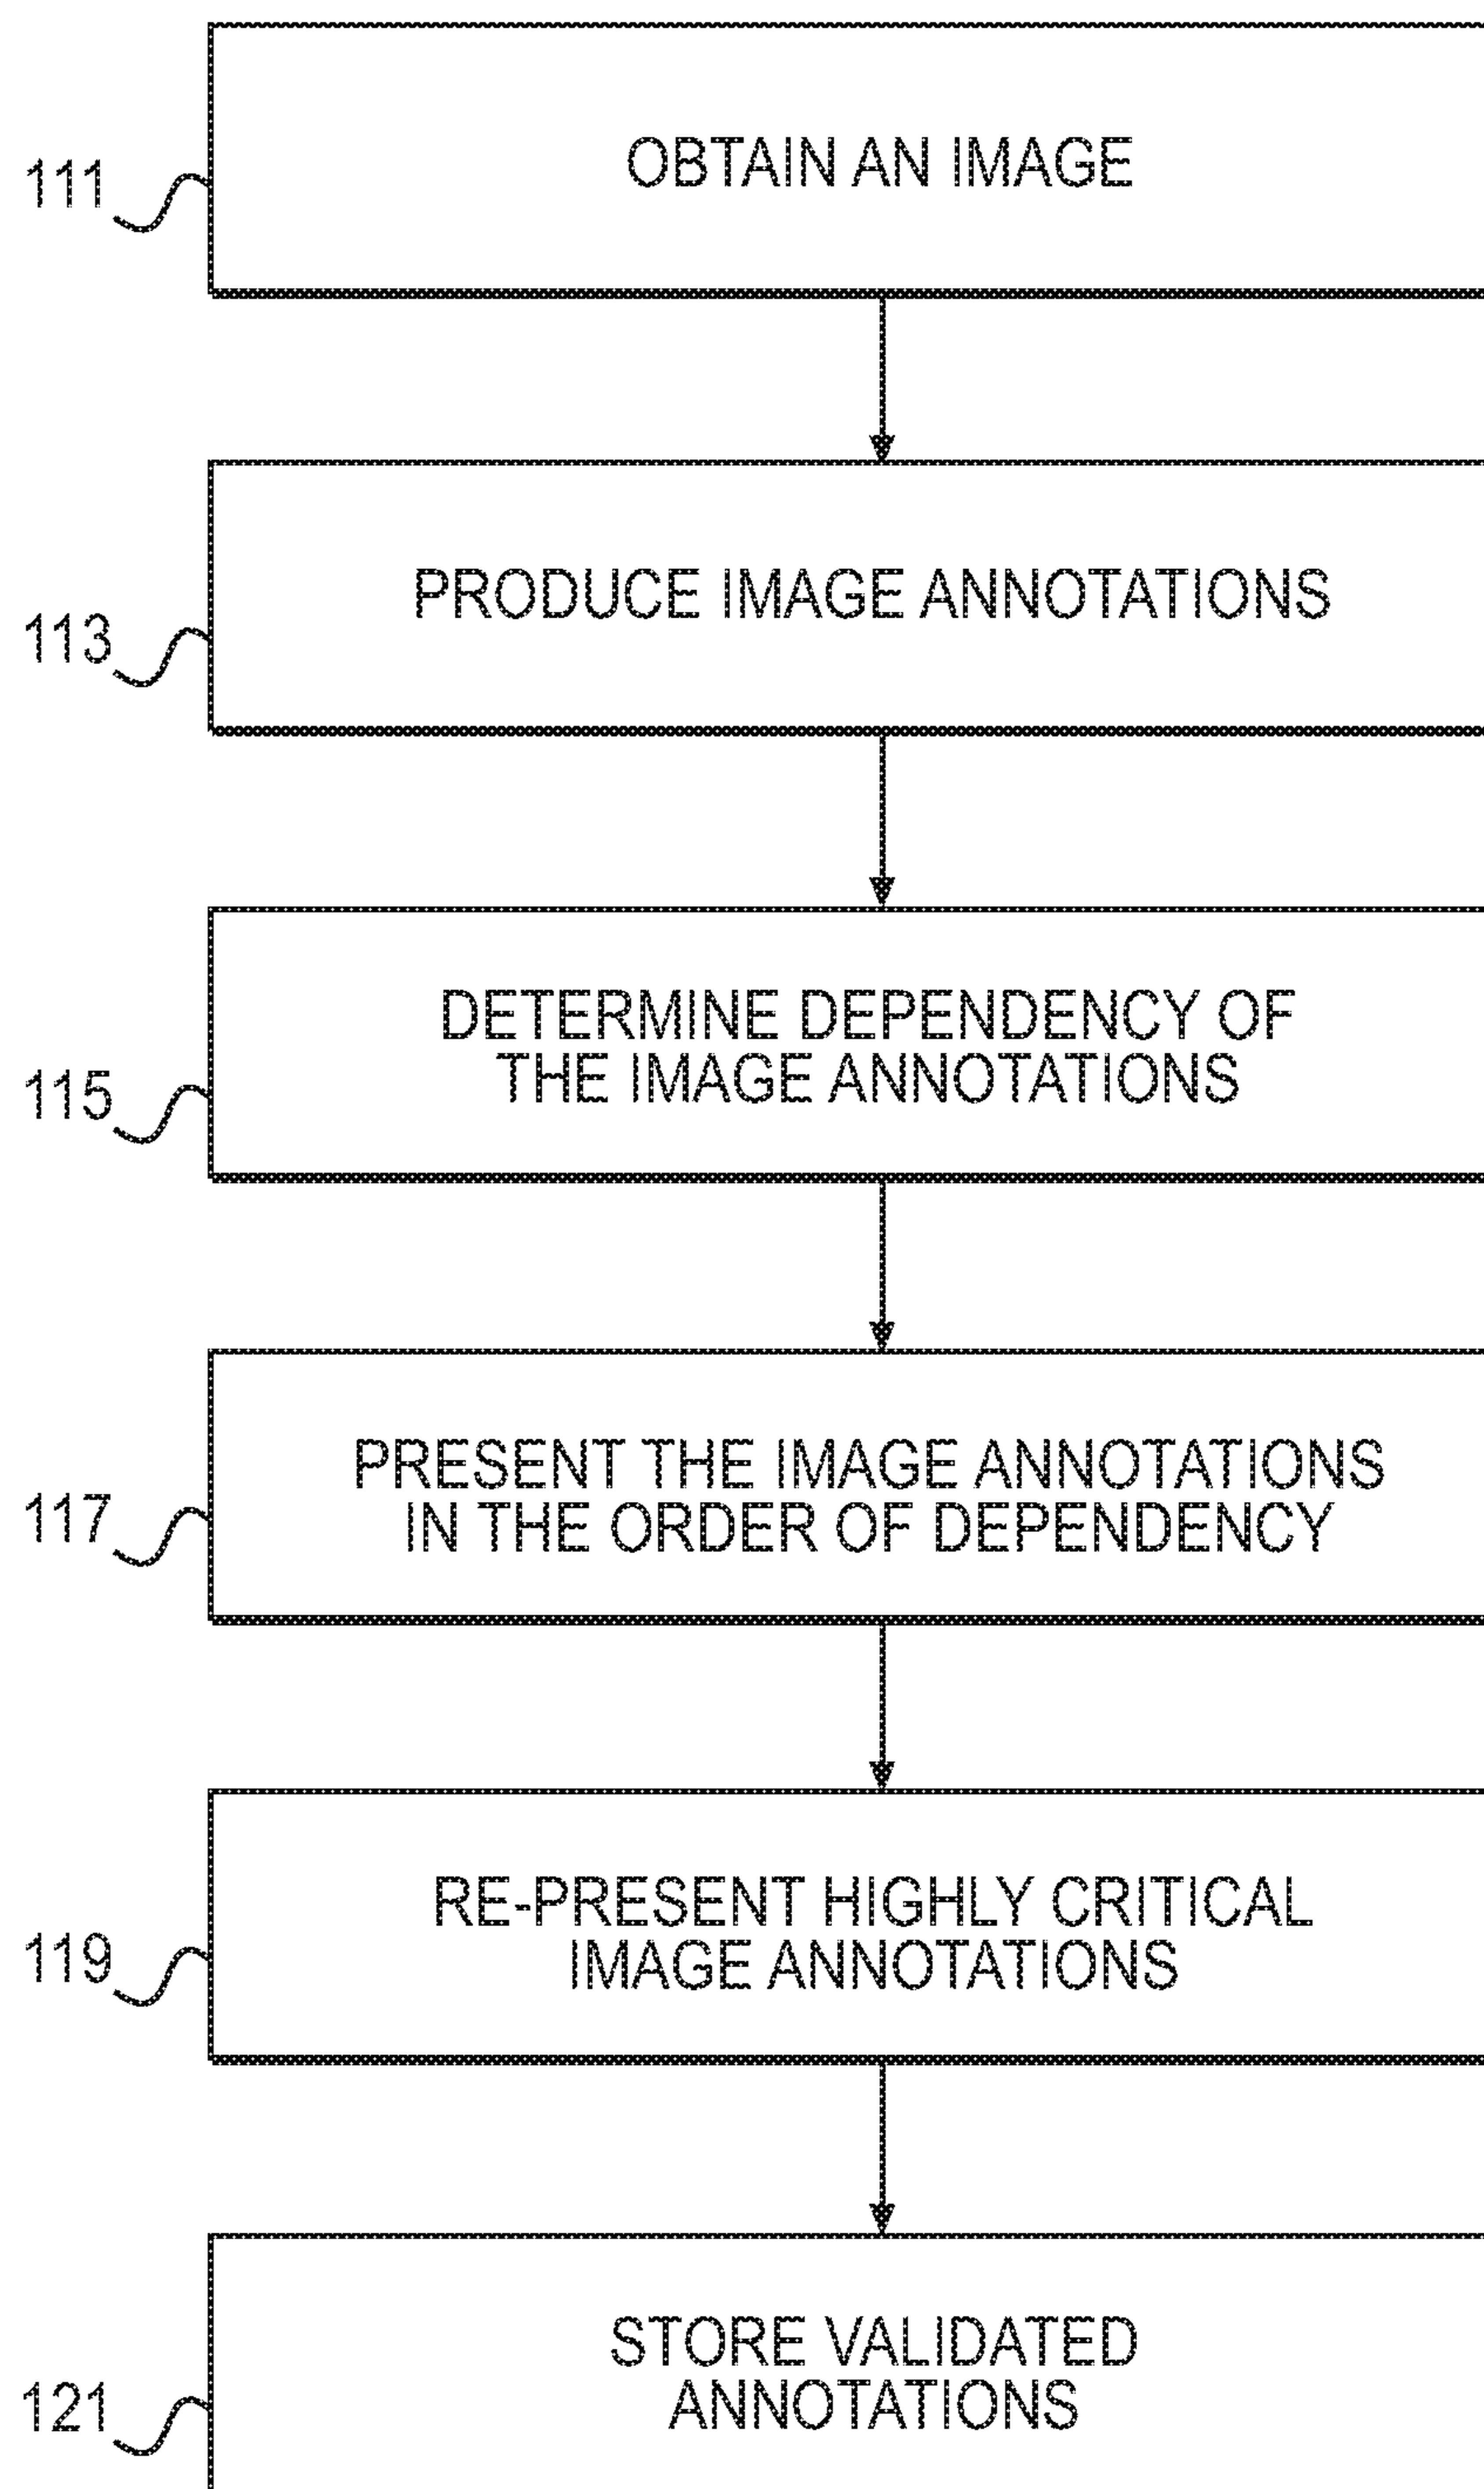 OBTAIN AN IMAGE
111
PRODUCE IMAGE ANNOTATIONS
113
DETERMINE DEPENDENCY OF
THE IMAGE ANNOTATIONS
115
PRESENT THE IMAGE ANNOTATIONS
IN THE ORDER OF DEPENDENCY
117
RE-PRESENT HIGHLY CRITICAL
IMAGE ANNOTATIONS
119
STORE VALIDATED
ANNOTATIONS
121